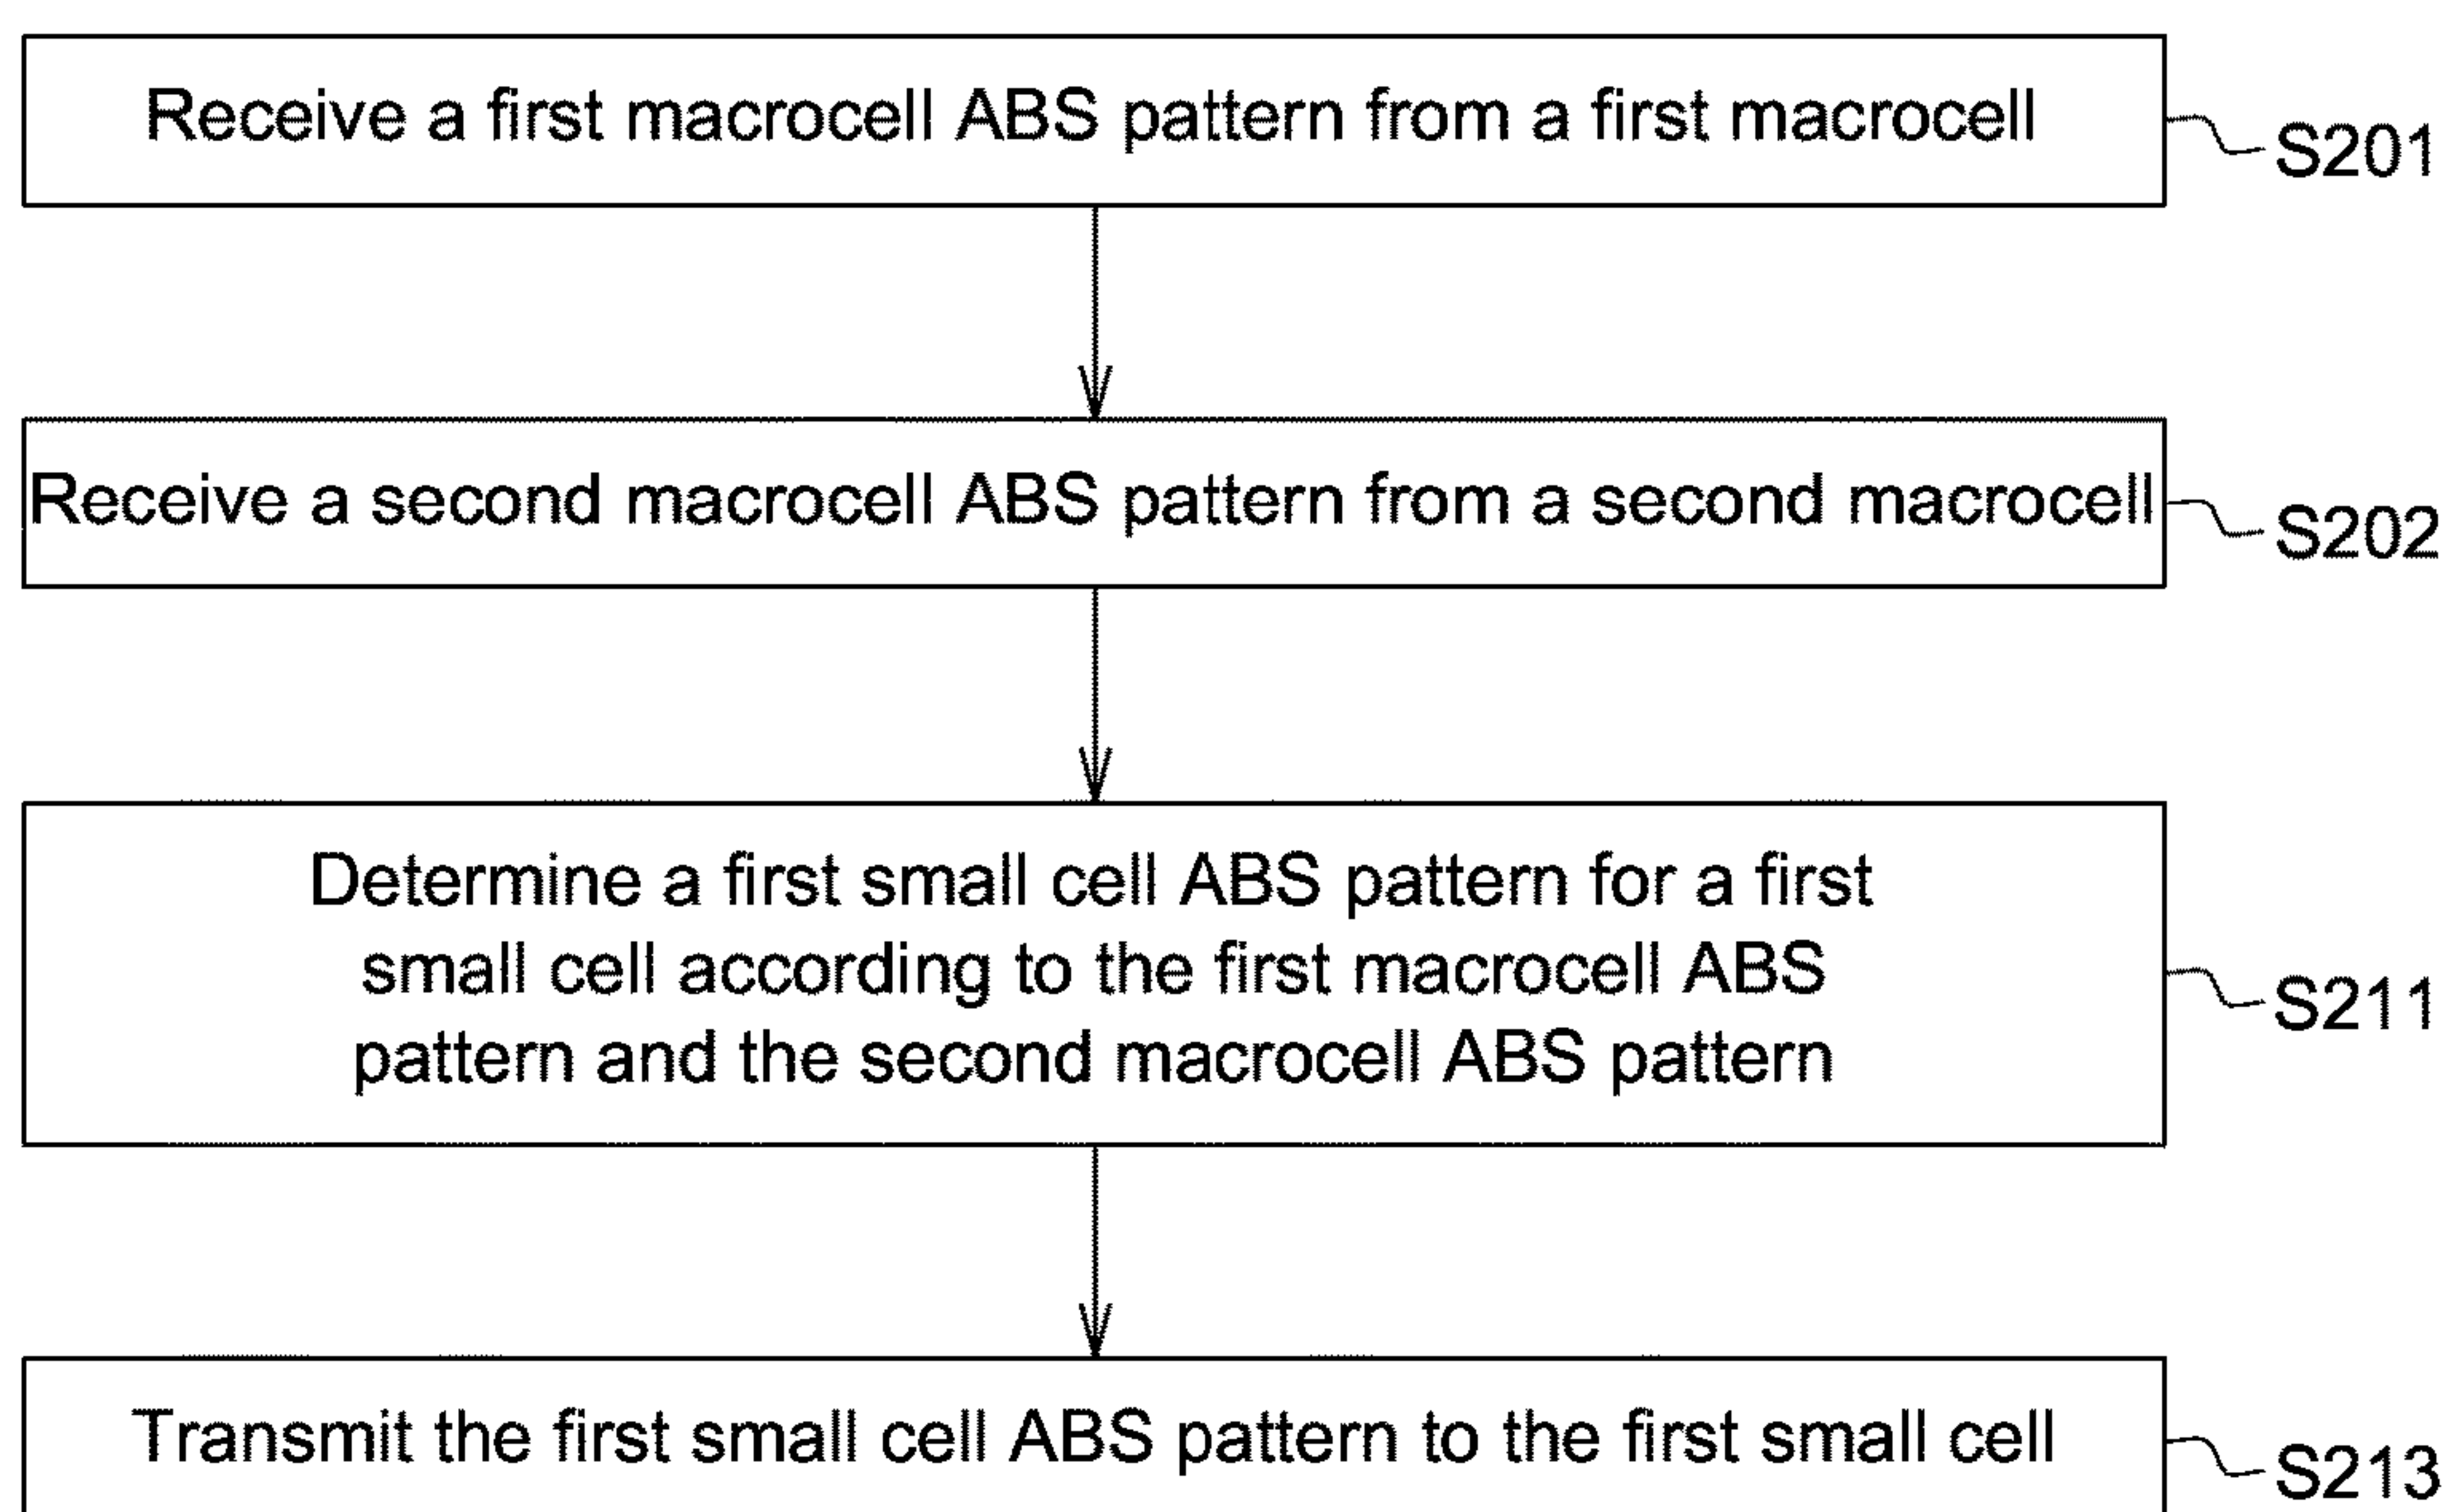 Receive a first macrocell ABS pattern from a first macrocell
S201
Receive a second macrocell ABS pattern from a second macrocell
S202
Determine a first small cell ABS pattern for a first
small cell according to the first macrocell ABS
pattern and the second macrocell ABS pattern
S211
Transmit the first small cell ABS pattern to the first small cell
S213